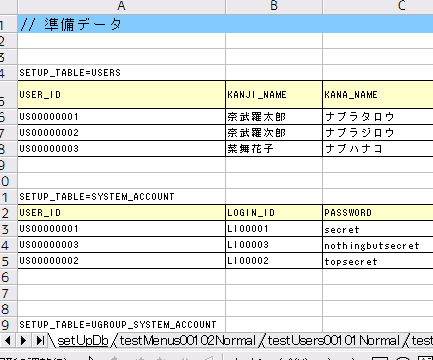 A B C
1 // 準備データ
2
3
4 SETUP_TABLE=USERS
5 USER_ID KANJI_NAME KANA_NAME
6 US00000001 奈武羅太郎 ナブラタロウ
7 US00000002 奈武羅次郎 ナブラジロウ
8 US00000003 菜舞花子 ナブハナコ
9
0
1 SETUP_TABLE=SYSTEM_ACCOUNT
2 USER_ID LOGIN_ID PASSWORD
3 US00000001 LI00001 secret
4 US00000003 LI00003 nothingbutsecret
5 US00000002 LI00002 topsecret
6
7
8
9 SETUP_TABLE=UGROUP_SYSTEM_ACCOUNT
setUpDb testMenus00102Normal testUsers00101Normal test